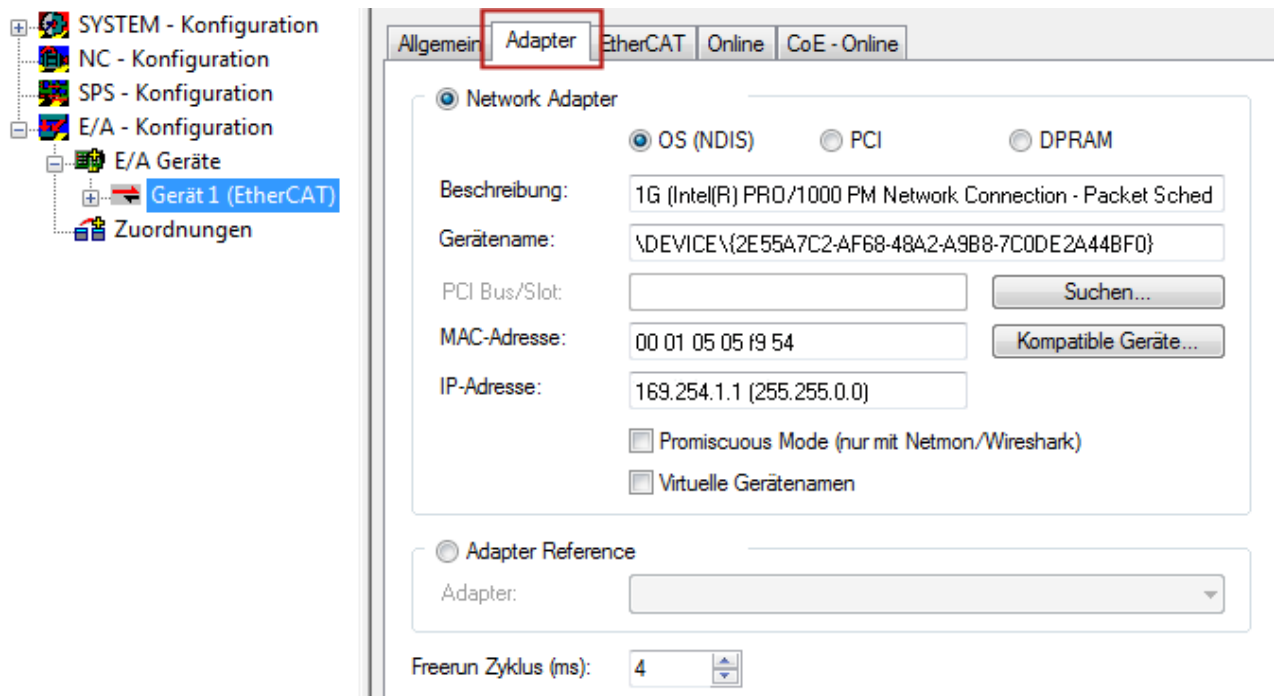 SYSTEM - Konfiguration
NC - Konfiguration
SPS - Konfiguration
E/A - Konfiguration
E/A Geräte
Gerät 1 (EtherCAT)
Zuordnungen
Allgemein Adapter EtherCAT Online CoE - Online
Network Adapter
OS (NDIS) PCI DPRAM
Beschreibung: 1G (Intel(R) PRO/1000 PM Network Connection - Packet Sched
Gerätename: \DEVICE\{2E55A7C2-AF68-48A2-A9B8-7C0DE2A44BF0}
PCI Bus/Slot: Suchen...
MAC-Adresse: 00 01 05 05 f9 54 Kompatible Geräte...
IP-Adresse: 169.254.1.1 (255.255.0.0)
Promiscuous Mode (nur mit Netmon/Wireshark)
Virtuelle Gerätenamen
Adapter Reference
Adapter:
Freerun Zyklus (ms): 4